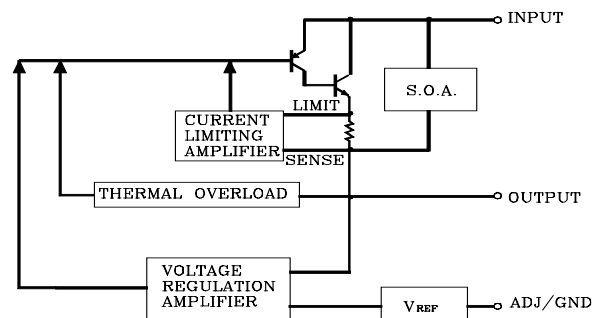 INPUT
S.O.A.
LIMIT
CURRENT
LIMITING
AMPLIFIER
SENSE
THERMAL OVERLOAD
OUTPUT
VOLTAGE
REGULATION
AMPLIFIER
VREF
ADJ/GND